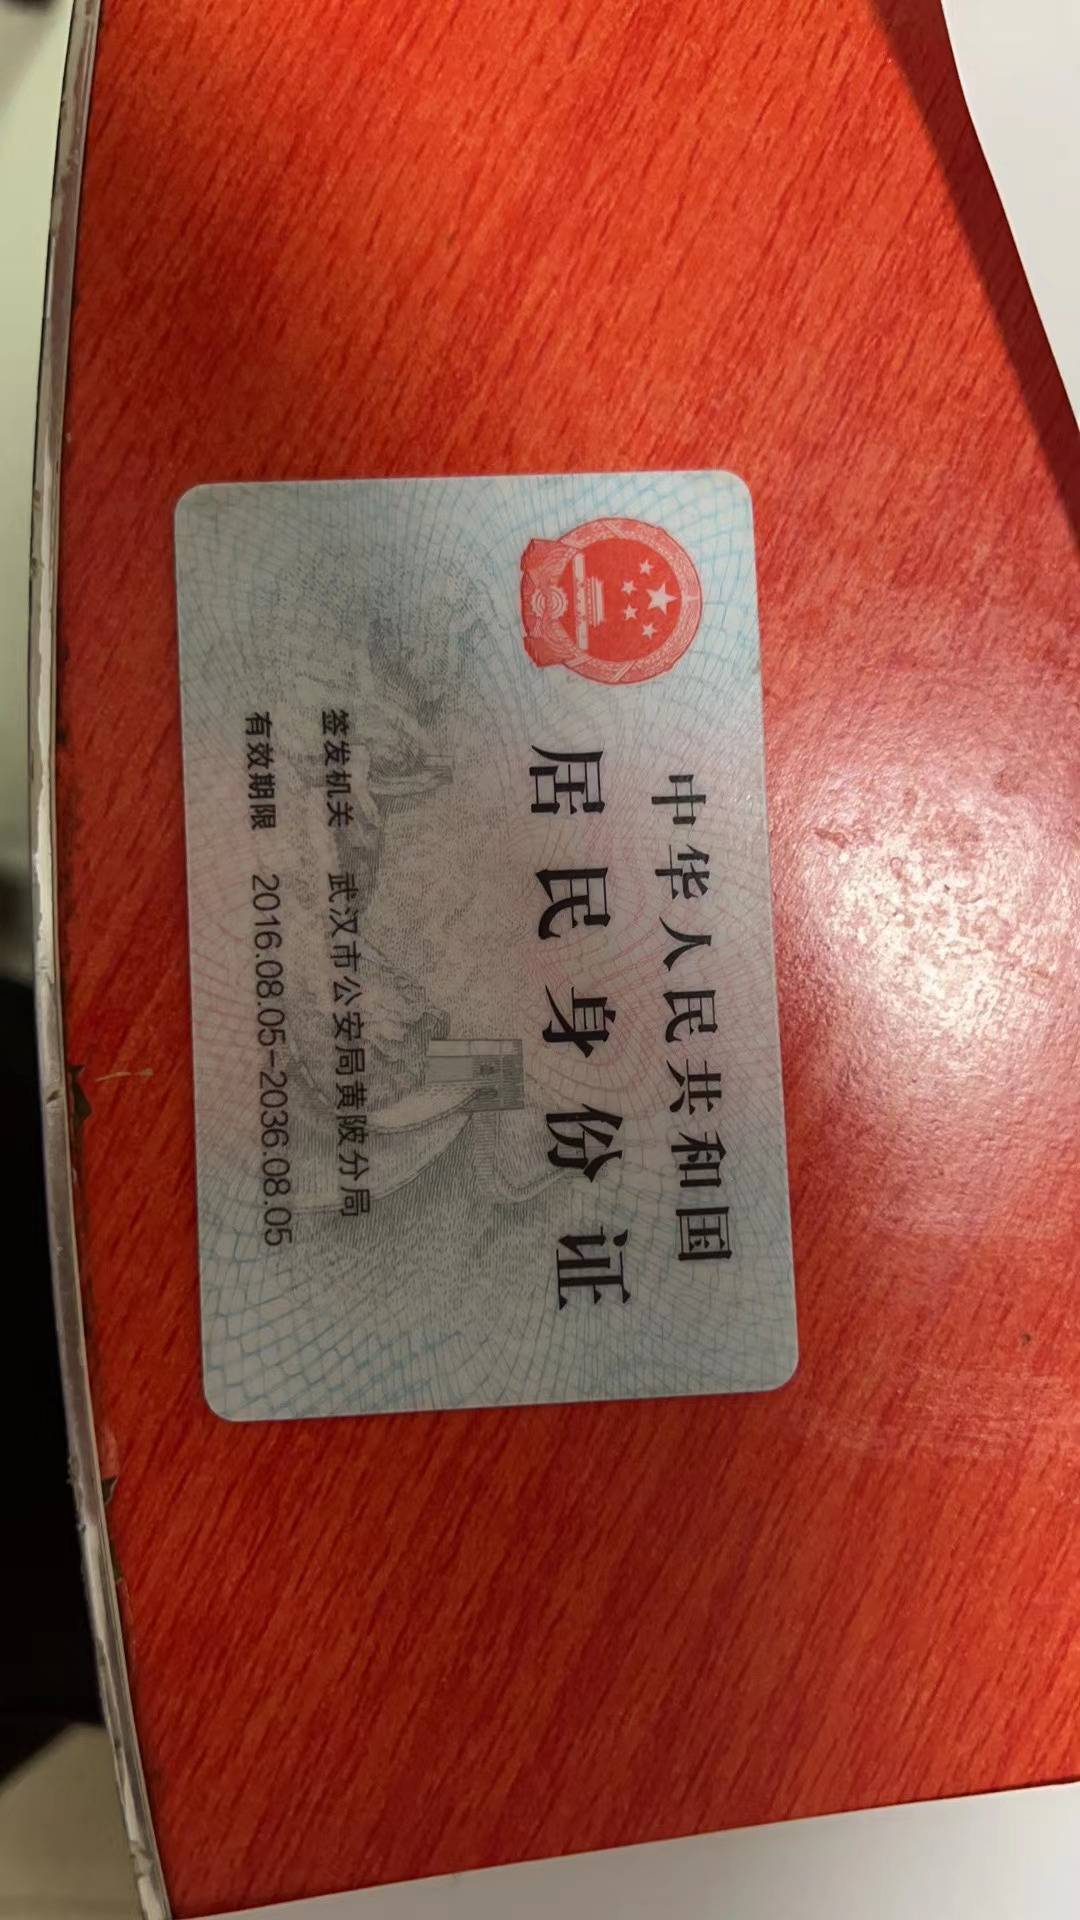 中华人民共和国
居民身份证
签发机关 武汉市公安局黄陂分局
有效期限 2016.08.05-2036.08.05